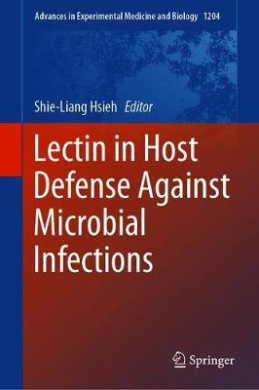 Advances in Experimental Medicine and Biology 1204
Shie-Liang Hsieh Editor
Lectin in Host
Defense Against
Microbial
Infections
Springer